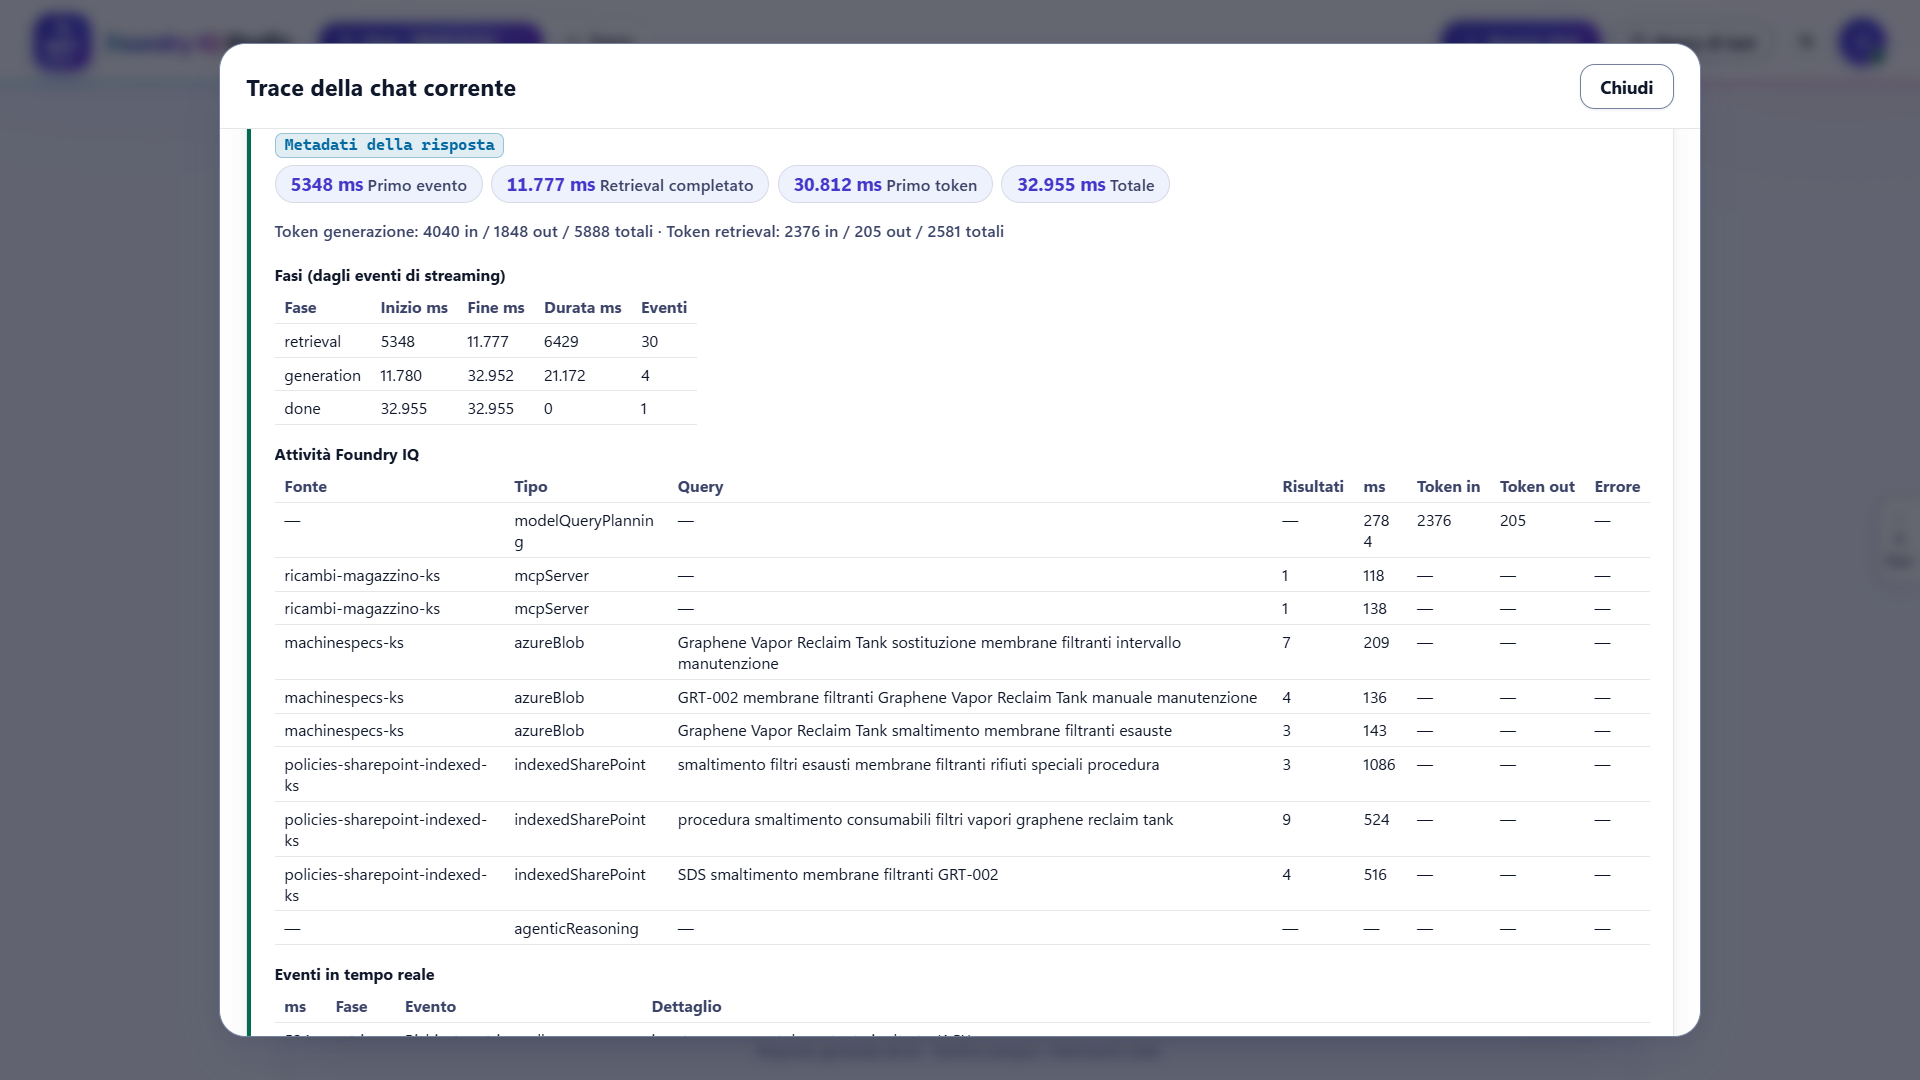 Trace della chat corrente
Chiudi
Metadati della risposta
5348 ms Primo evento
11.777 ms Retrieval completato
30.812 ms Primo token
32.955 ms Totale
Token generazione: 4040 in / 1848 out / 5888 totali · Token retrieval: 2376 in / 205 out / 2581 totali
Fasi (dagli eventi di streaming)
Fase Inizio ms Fine ms Durata ms Eventi
retrieval 5348 11.777 6429 30
generation 11.780 32.952 21.172 4
done 32.955 32.955 0 1
Attività Foundry IQ
Fonte Tipo Query Risultati ms Token in Token out Errore
— modelQueryPlannin — — 278 2376 205 —
g 4
ricambi-magazzino-ks mcpServer — 1 118 — — —
ricambi-magazzino-ks mcpServer — 1 138 — — —
machinespecs-ks azureBlob Graphene Vapor Reclaim Tank sostituzione membrane filtranti intervallo 7 209 — — —
manutenzione
machinespecs-ks azureBlob GRT-002 membrane filtranti Graphene Vapor Reclaim Tank manuale manutenzione 4 136 — — —
machinespecs-ks azureBlob Graphene Vapor Reclaim Tank smaltimento membrane filtranti esauste 3 143 — — —
policies-sharepoint-indexed- indexedSharePoint smaltimento filtri esausti membrane filtranti rifiuti speciali procedura 3 1086 — — —
ks
policies-sharepoint-indexed- indexedSharePoint procedura smaltimento consumabili filtri vapori graphene reclaim tank 9 524 — — —
ks
policies-sharepoint-indexed- indexedSharePoint SDS smaltimento membrane filtranti GRT-002 4 516 — — —
ks
— agenticReasoning — — — — — —
Eventi in tempo reale
ms Fase Evento Dettaglio